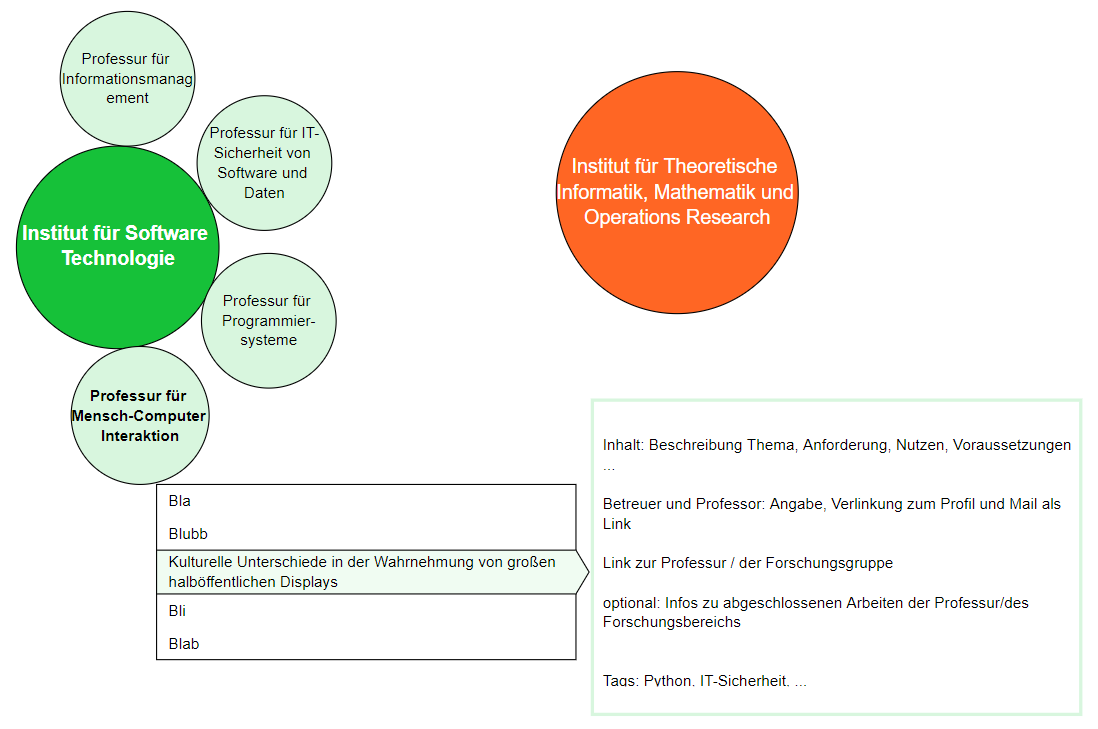 Professur für
Informationsmanag
ement
Professur für IT-
Sicherheit von
Software und
Daten
Institut für Software
Technologie
Professur für
Programmier-
systeme
Professur für
Mensch-Computer
Interaktion
Institut für Theoretische
Informatik, Mathematik und
Operations Research
Bla
Blubb
Kulturelle Unterschiede in der Wahrnehmung von großen
halböffentlichen Displays
Bli
Blab
Inhalt: Beschreibung Thema, Anforderung, Nutzen, Voraussetzungen
...
Betreuer und Professor: Angabe, Verlinkung zum Profil und Mail als
Link
Link zur Professur / der Forschungsgruppe
optional: Infos zu abgeschlossenen Arbeiten der Professur/des
Forschungsbereichs
Tags: Python, IT-Sicherheit, ...